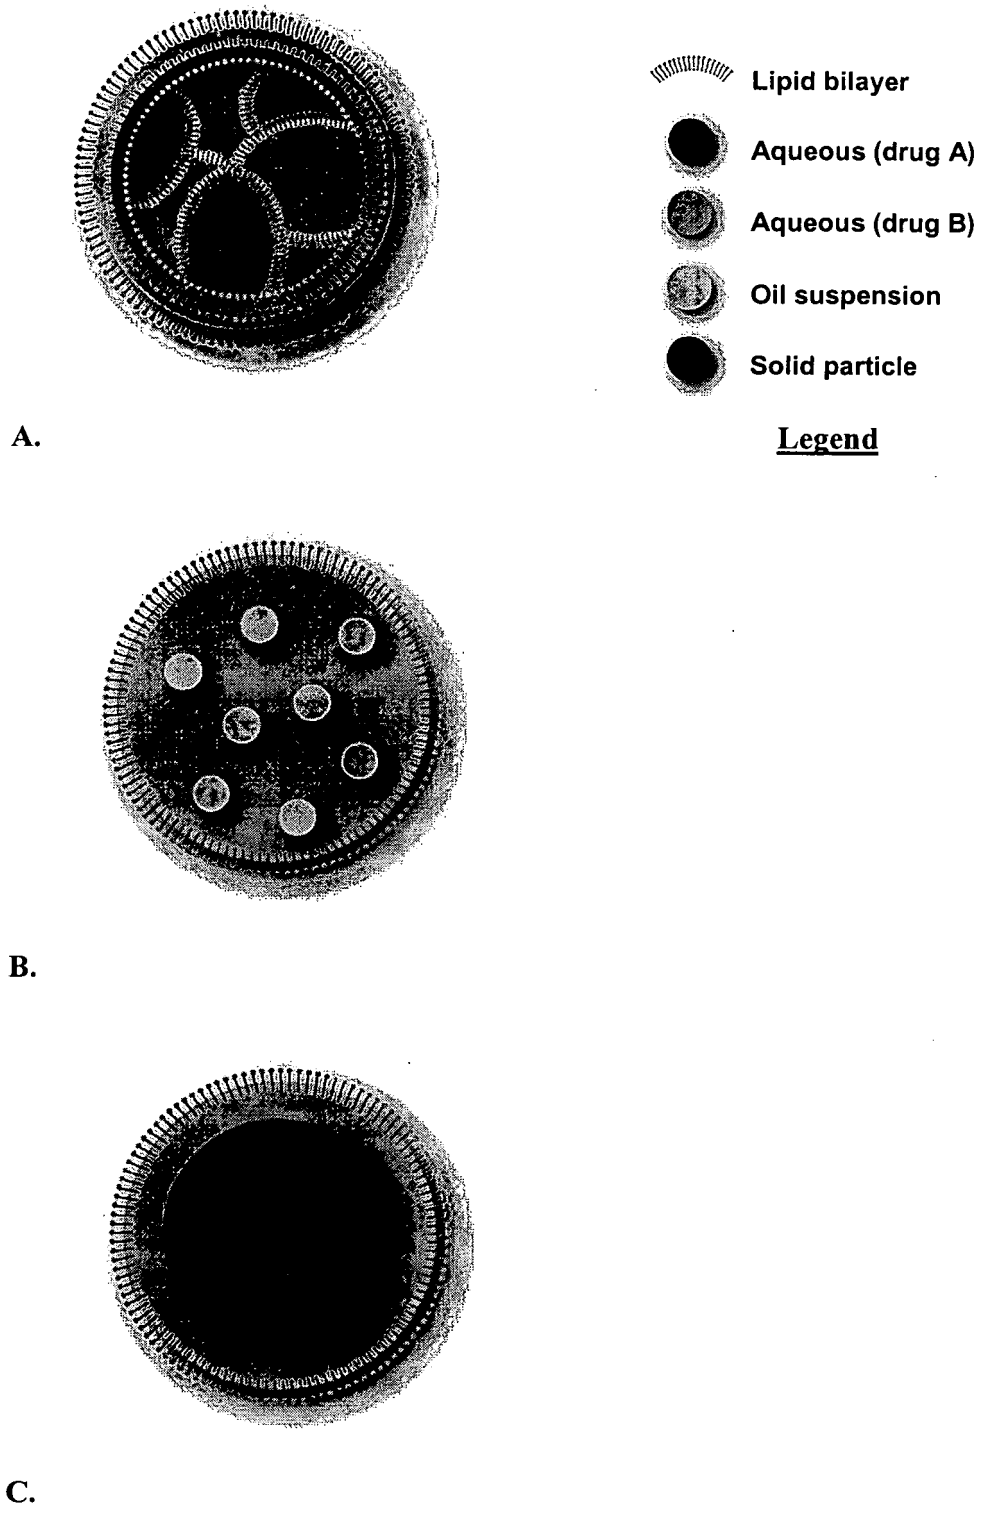 Lipid bilayer
Aqueous (drug A)
Aqueous (drug B)
Oil suspension
Solid particle
A.
Legend
B.
C.